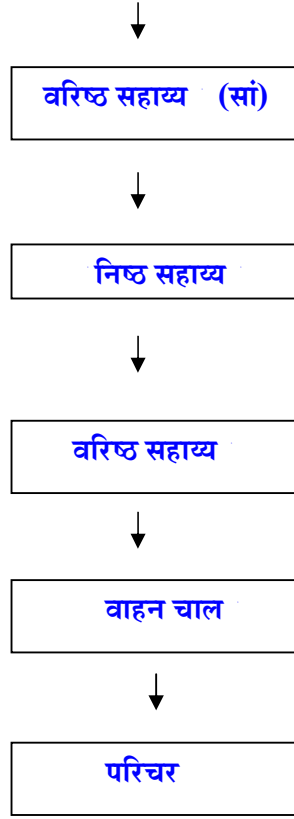 वरिष्ठ सहाय्य (सां)
निष्ठ सहाय्य
वरिष्ठ सहाय्य
वाहन चाल
परिचर